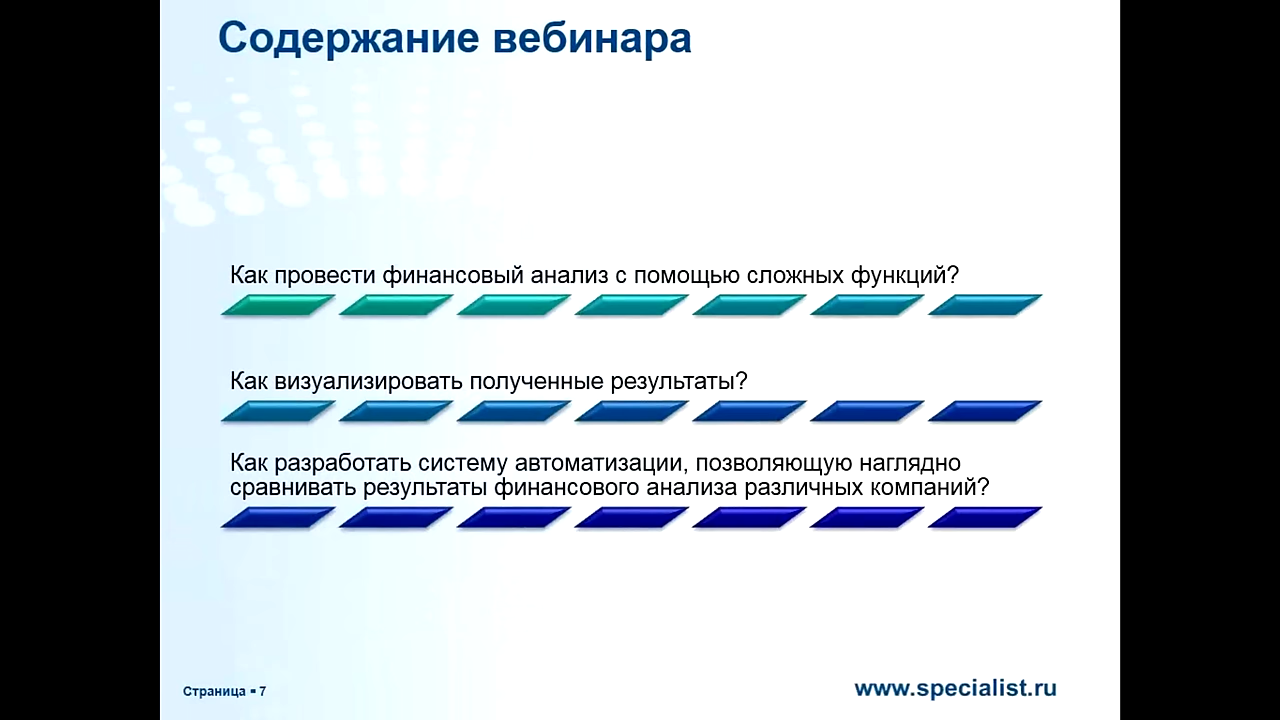 Содержание вебинара
Как провести финансовый анализ с помощью сложных функций?
Как визуализировать полученные результаты?
Как разработать систему автоматизации, позволяющую наглядно
сравнивать результаты финансового анализа различных компаний?
Страница ▪ 7
www.specialist.ru